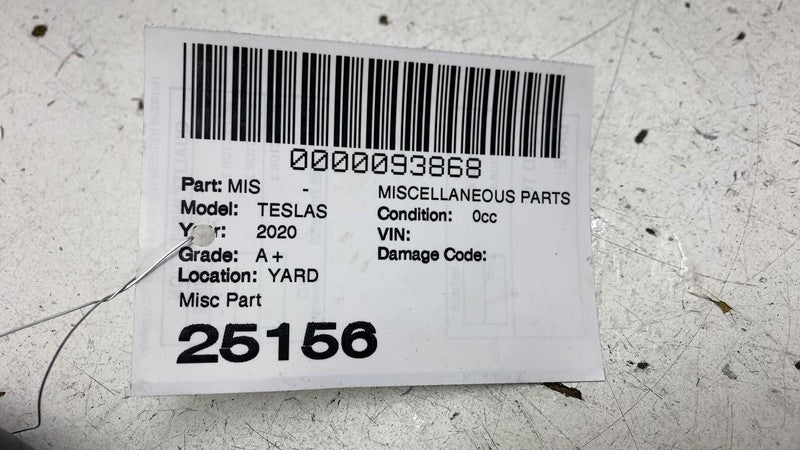 0000093868
Part: MIS - MISCELLANEOUS PARTS
Model: TESLAS Condition: 0cc
Year: 2020 VIN:
Grade: A+ Damage Code:
Location: YARD
Misc Part
25156